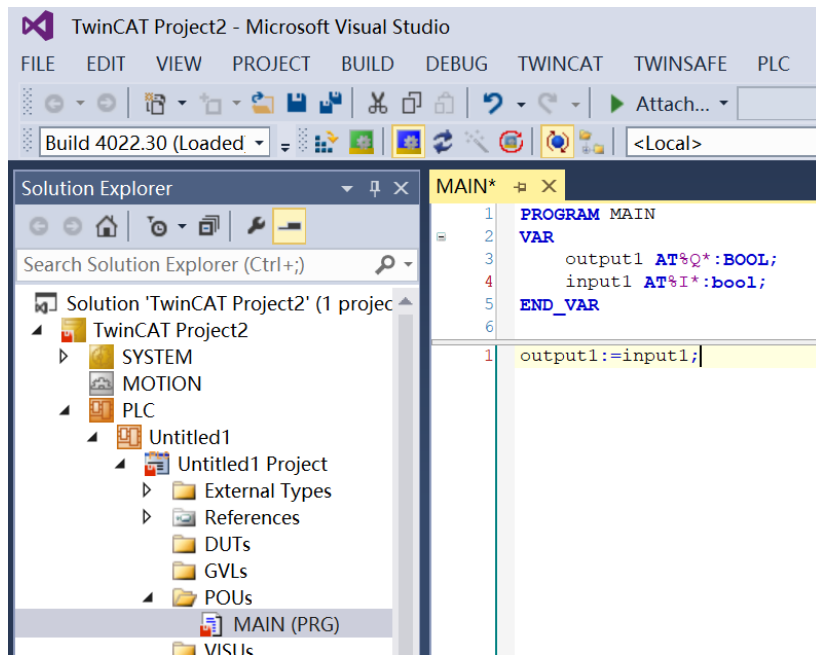 TwinCAT Project2 - Microsoft Visual Studio
FILE EDIT VIEW PROJECT BUILD DEBUG TWINCAT TWINSAFE PLC
Attach...
Build 4022.30 (Loaded) <Local>
Solution Explorer
Search Solution Explorer (Ctrl+;)
Solution 'TwinCAT Project2' (1 projec
TwinCAT Project2
SYSTEM
MOTION
PLC
Untitled1
Untitled1 Project
External Types
References
DUTs
GVLs
POUs
MAIN (PRG)
VISUs
MAIN*
1 PROGRAM MAIN
2 VAR
3 output1 AT%Q*:BOOL;
4 input1 AT%I*:bool;
5 END_VAR
6
1 output1:=input1;